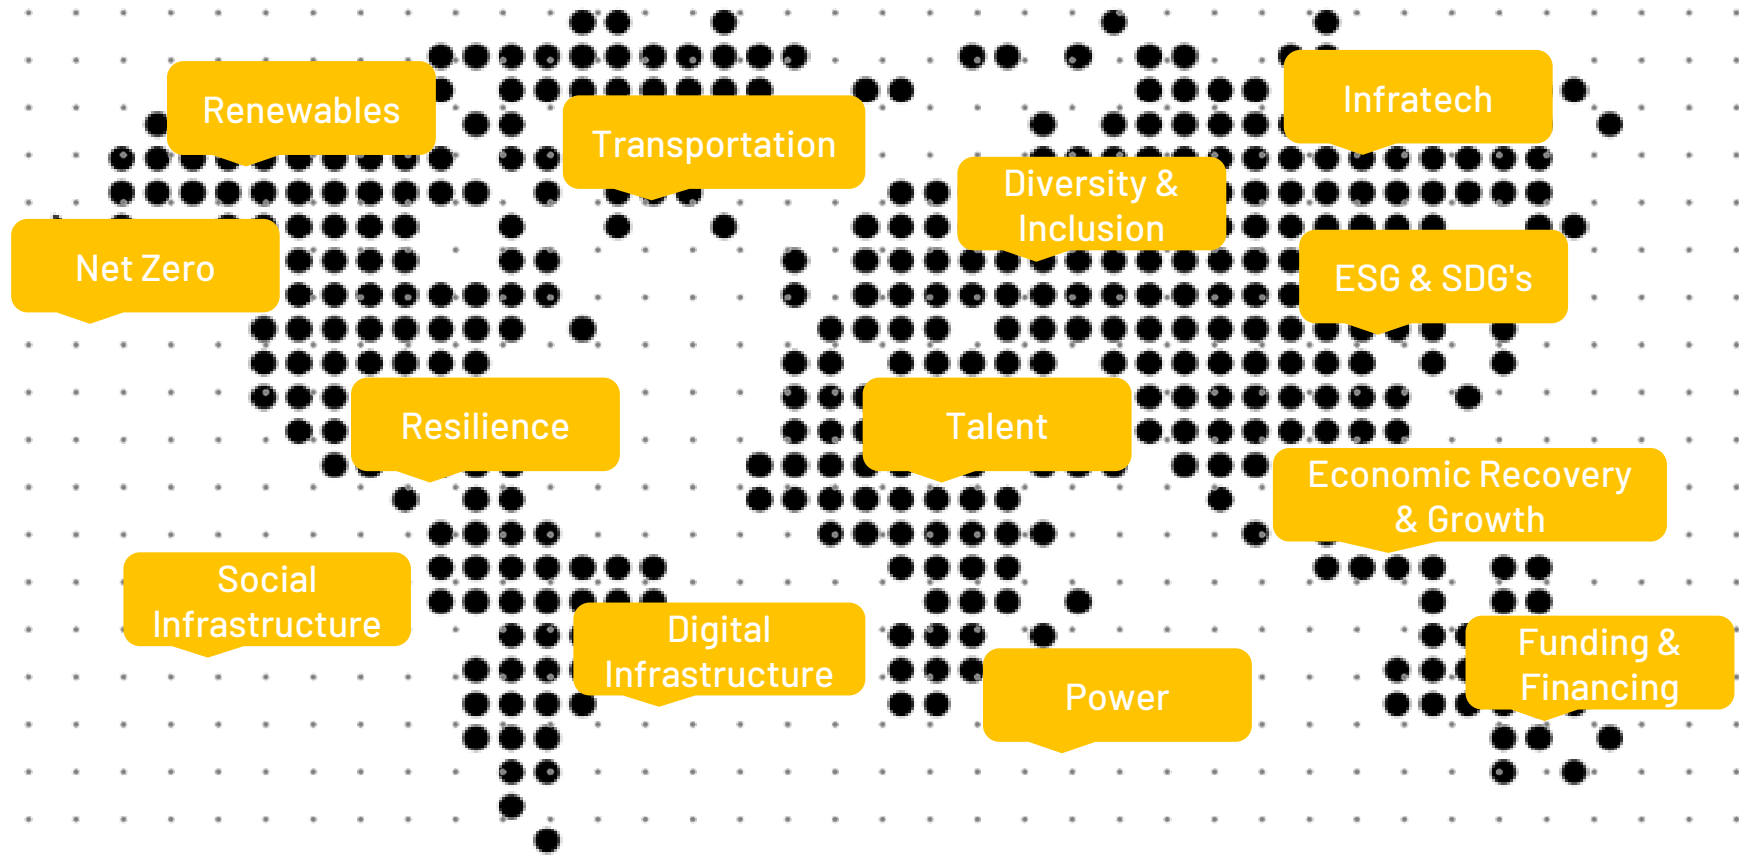 Renewables
Infratech
Transportation
Diversity &
Inclusion
Net Zero
ESG & SDG's
Resilience
Talent
Economic Recovery
& Growth
Social
Infrastructure
Digital
Infrastructure
Funding &
Financing
Power